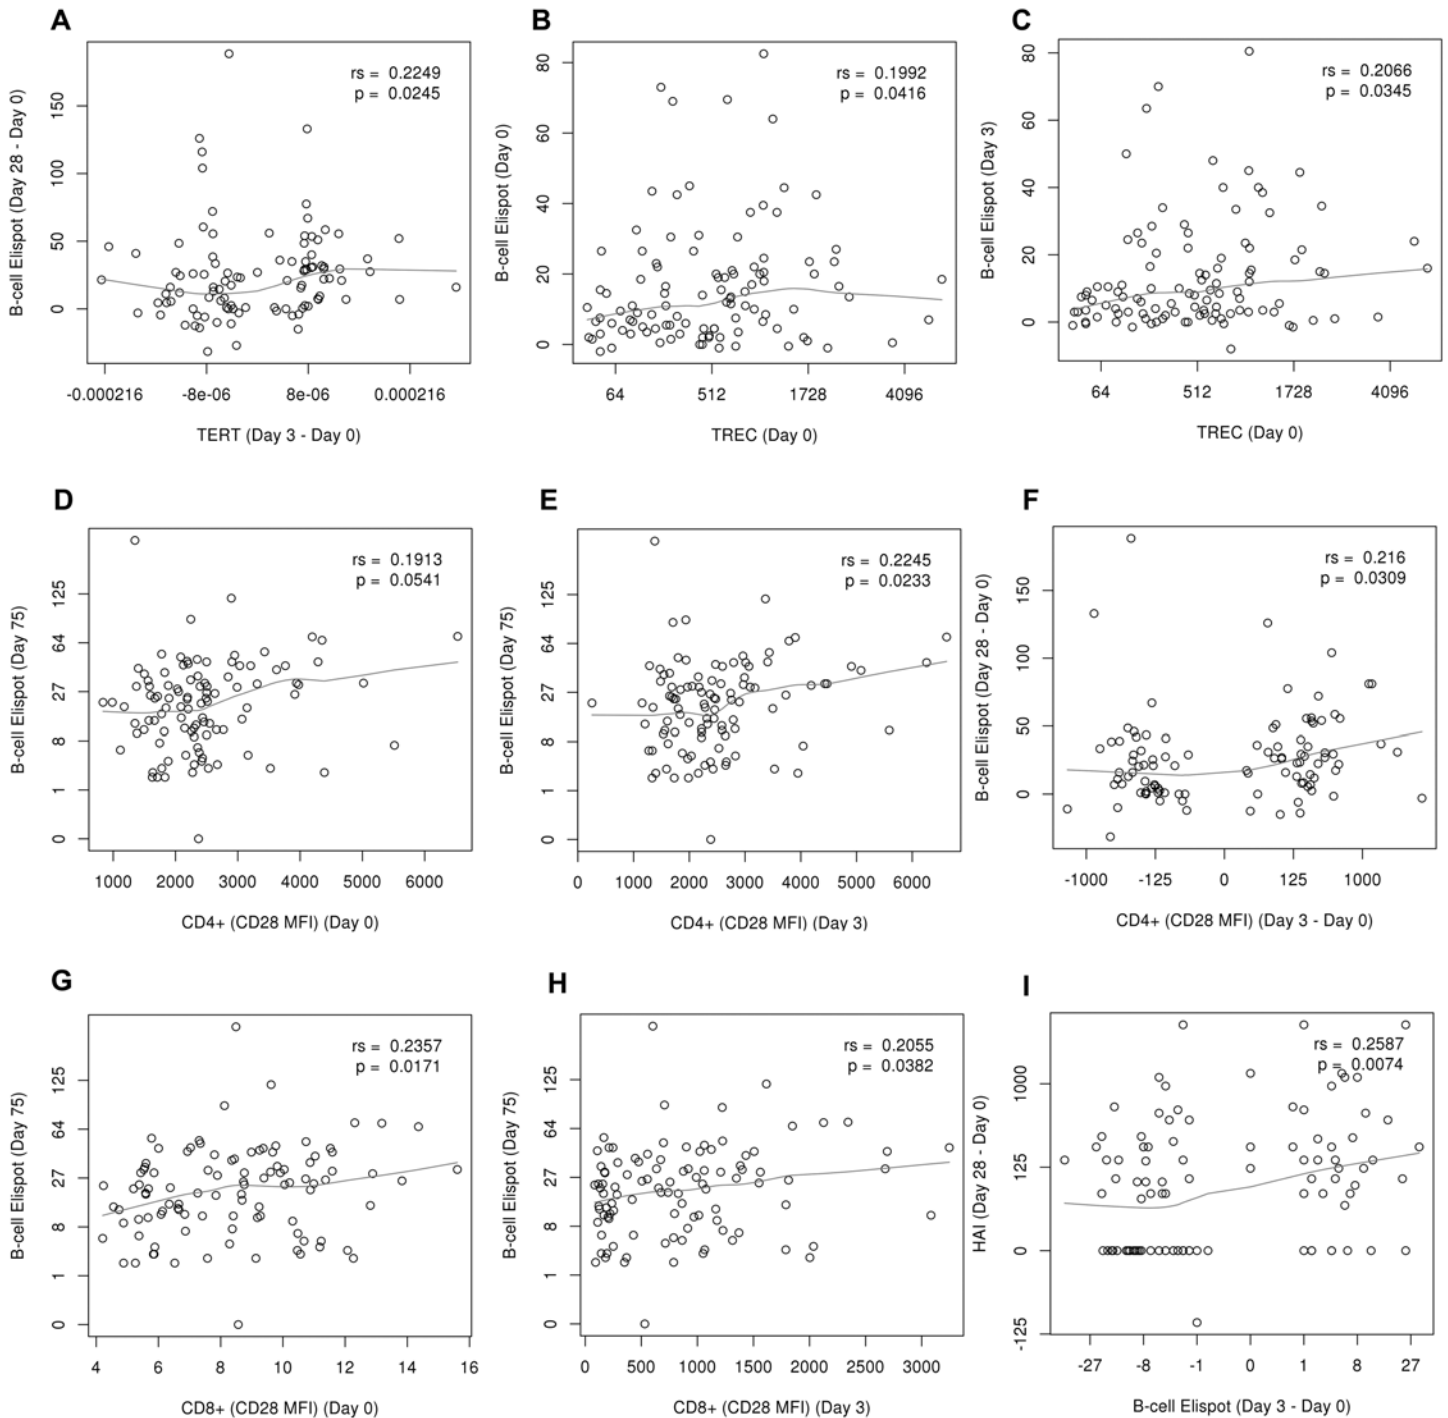 A
rs = 0.2249
p = 0.0245
B-cell Elispot (Day 28 - Day 0)
150
100
50
0
-0.000216 -8e-06 8e-06 0.000216
TERT (Day 3 - Day 0)
B
rs = 0.1992
p = 0.0416
B-cell Elispot (Day 0)
80
60
40
20
0
64 512 1728 4096
TREC (Day 0)
C
rs = 0.2066
p = 0.0345
B-cell Elispot (Day 3)
80
60
40
20
0
64 512 1728 4096
TREC (Day 0)
D
rs = 0.1913
p = 0.0541
B-cell Elispot (Day 75)
125
64
27
8
1
0
1000 2000 3000 4000 5000 6000
CD4+ (CD28 MFI) (Day 0)
E
rs = 0.2245
p = 0.0233
B-cell Elispot (Day 75)
125
64
27
8
1
0
0 1000 2000 3000 4000 5000 6000
CD4+ (CD28 MFI) (Day 3)
F
rs = 0.216
p = 0.0309
B-cell Elispot (Day 28 - Day 0)
150
100
50
0
-1000 -125 0 125 1000
CD4+ (CD28 MFI) (Day 3 - Day 0)
G
rs = 0.2357
p = 0.0171
B-cell Elispot (Day 75)
125
64
27
8
1
0
4 6 8 10 12 14 16
CD8+ (CD28 MFI) (Day 0)
H
rs = 0.2055
p = 0.0382
B-cell Elispot (Day 75)
125
64
27
8
1
0
0 500 1000 1500 2000 2500 3000
CD8+ (CD28 MFI) (Day 3)
I
rs = 0.2587
p = 0.0074
HAI (Day 28 - Day 0)
1000
125
0
-125
-27 -8 -1 0 1 8 27
B-cell Elispot (Day 3 - Day 0)